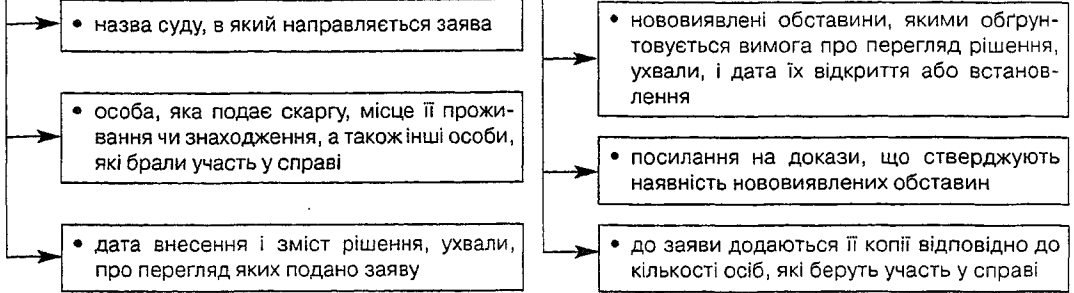 • назва суду, в який направляється заява
• особа, яка подає скаргу, місце її прожи-
вання чи знаходження, а також інші особи,
які брали участь у справі
• дата внесення і зміст рішення, ухвали,
про перегляд яких подано заяву
• нововиявлені обставини, якими обґрун-
товується вимога про перегляд рішення,
ухвали, і дата їх відкриття або встанов-
лення
• посилання на докази, що стверджують
наявність нововиявлених обставин
• до заяви додаються її копії відповідно до
кількості осіб, які беруть участь у справі